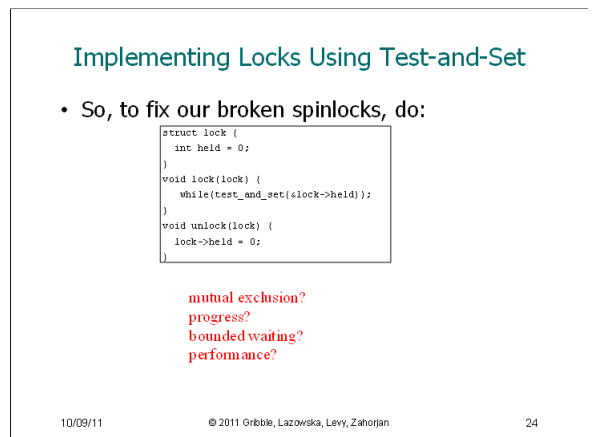 Implementing Locks Using Test-and-Set
• So, to fix our broken spinlocks, do:
struct lock {
int held = 0;
}
void lock(lock) {
while(test_and_set(&lock->held));
}
void unlock(lock) {
lock->held = 0;
}
mutual exclusion?
progress?
bounded waiting?
performance?
10/09/11
© 2011 Gribble, Lazowska, Levy, Zahorjan
24